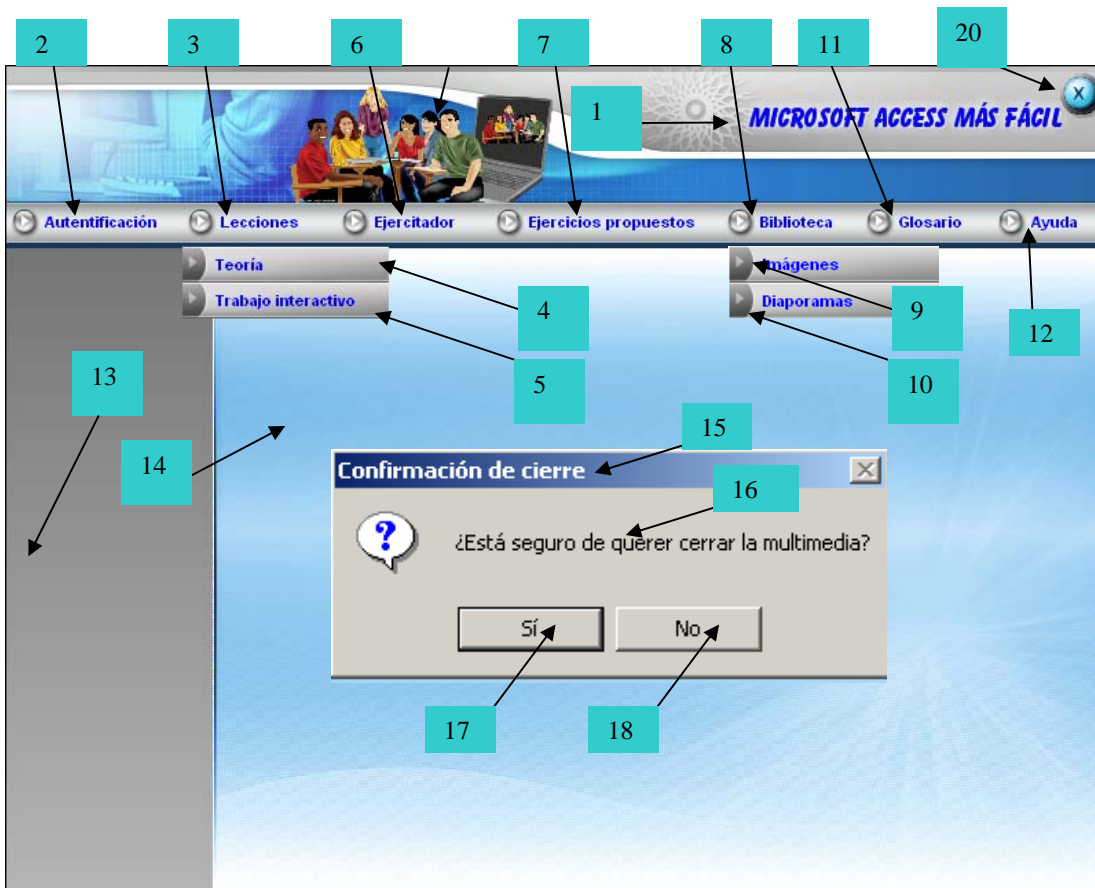 2 3 6 7 8 11 20
1
MICROSOFT ACCESS MÁS FÁCIL
X
Autentificación Lecciones Ejercitador Ejercicios propuestos Biblioteca Glosario Ayuda
Teoría Imágenes
Trabajo interactivo Diaporamas
4 9 12
5 10
13
14
15
Confirmación de cierre
16
¿Está seguro de querer cerrar la multimedia?
Sí No
17 18